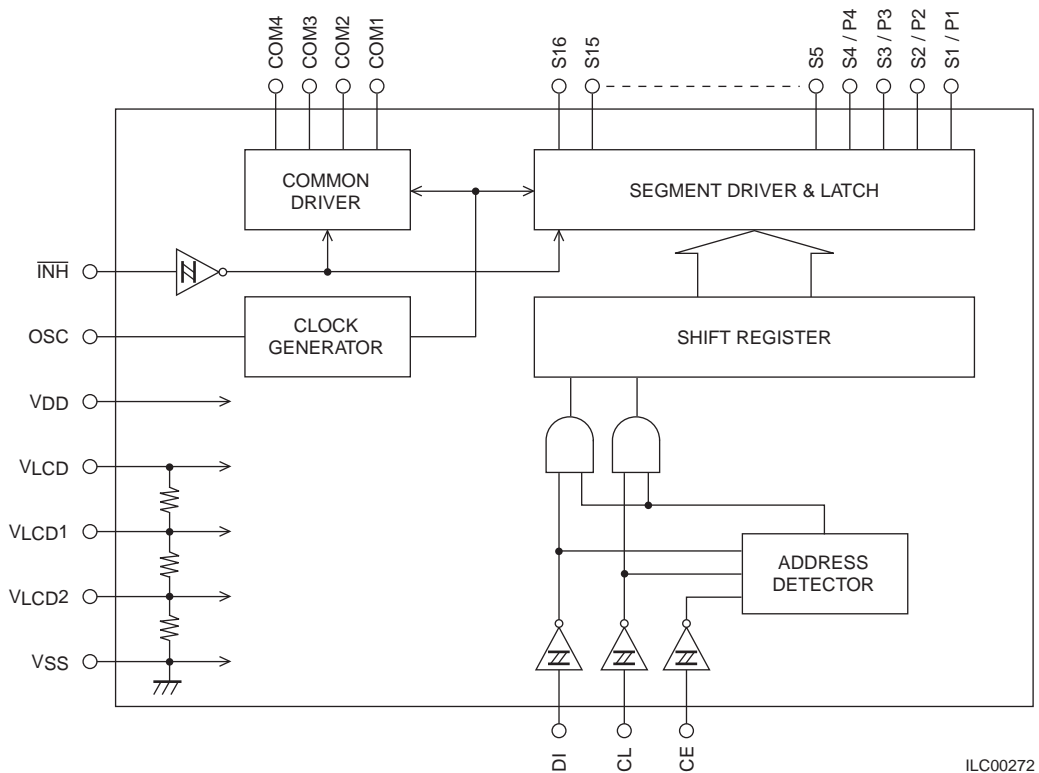 COM4
COM3
COM2
COM1
S16
S15
S5
S4 / P4
S3 / P3
S2 / P2
S1 / P1
COMMON
DRIVER
SEGMENT DRIVER & LATCH
INH
OSC
CLOCK
GENERATOR
SHIFT REGISTER
VDD
VLCD
VLCD1
VLCD2
VSS
ADDRESS
DETECTOR
DI
CL
CE
ILC00272